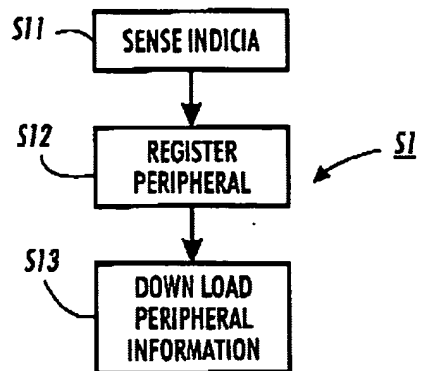 S11
SENSE INDICIA
S12
REGISTER
PERIPHERAL
S1
S13
DOWN LOAD
PERIPHERAL
INFORMATION